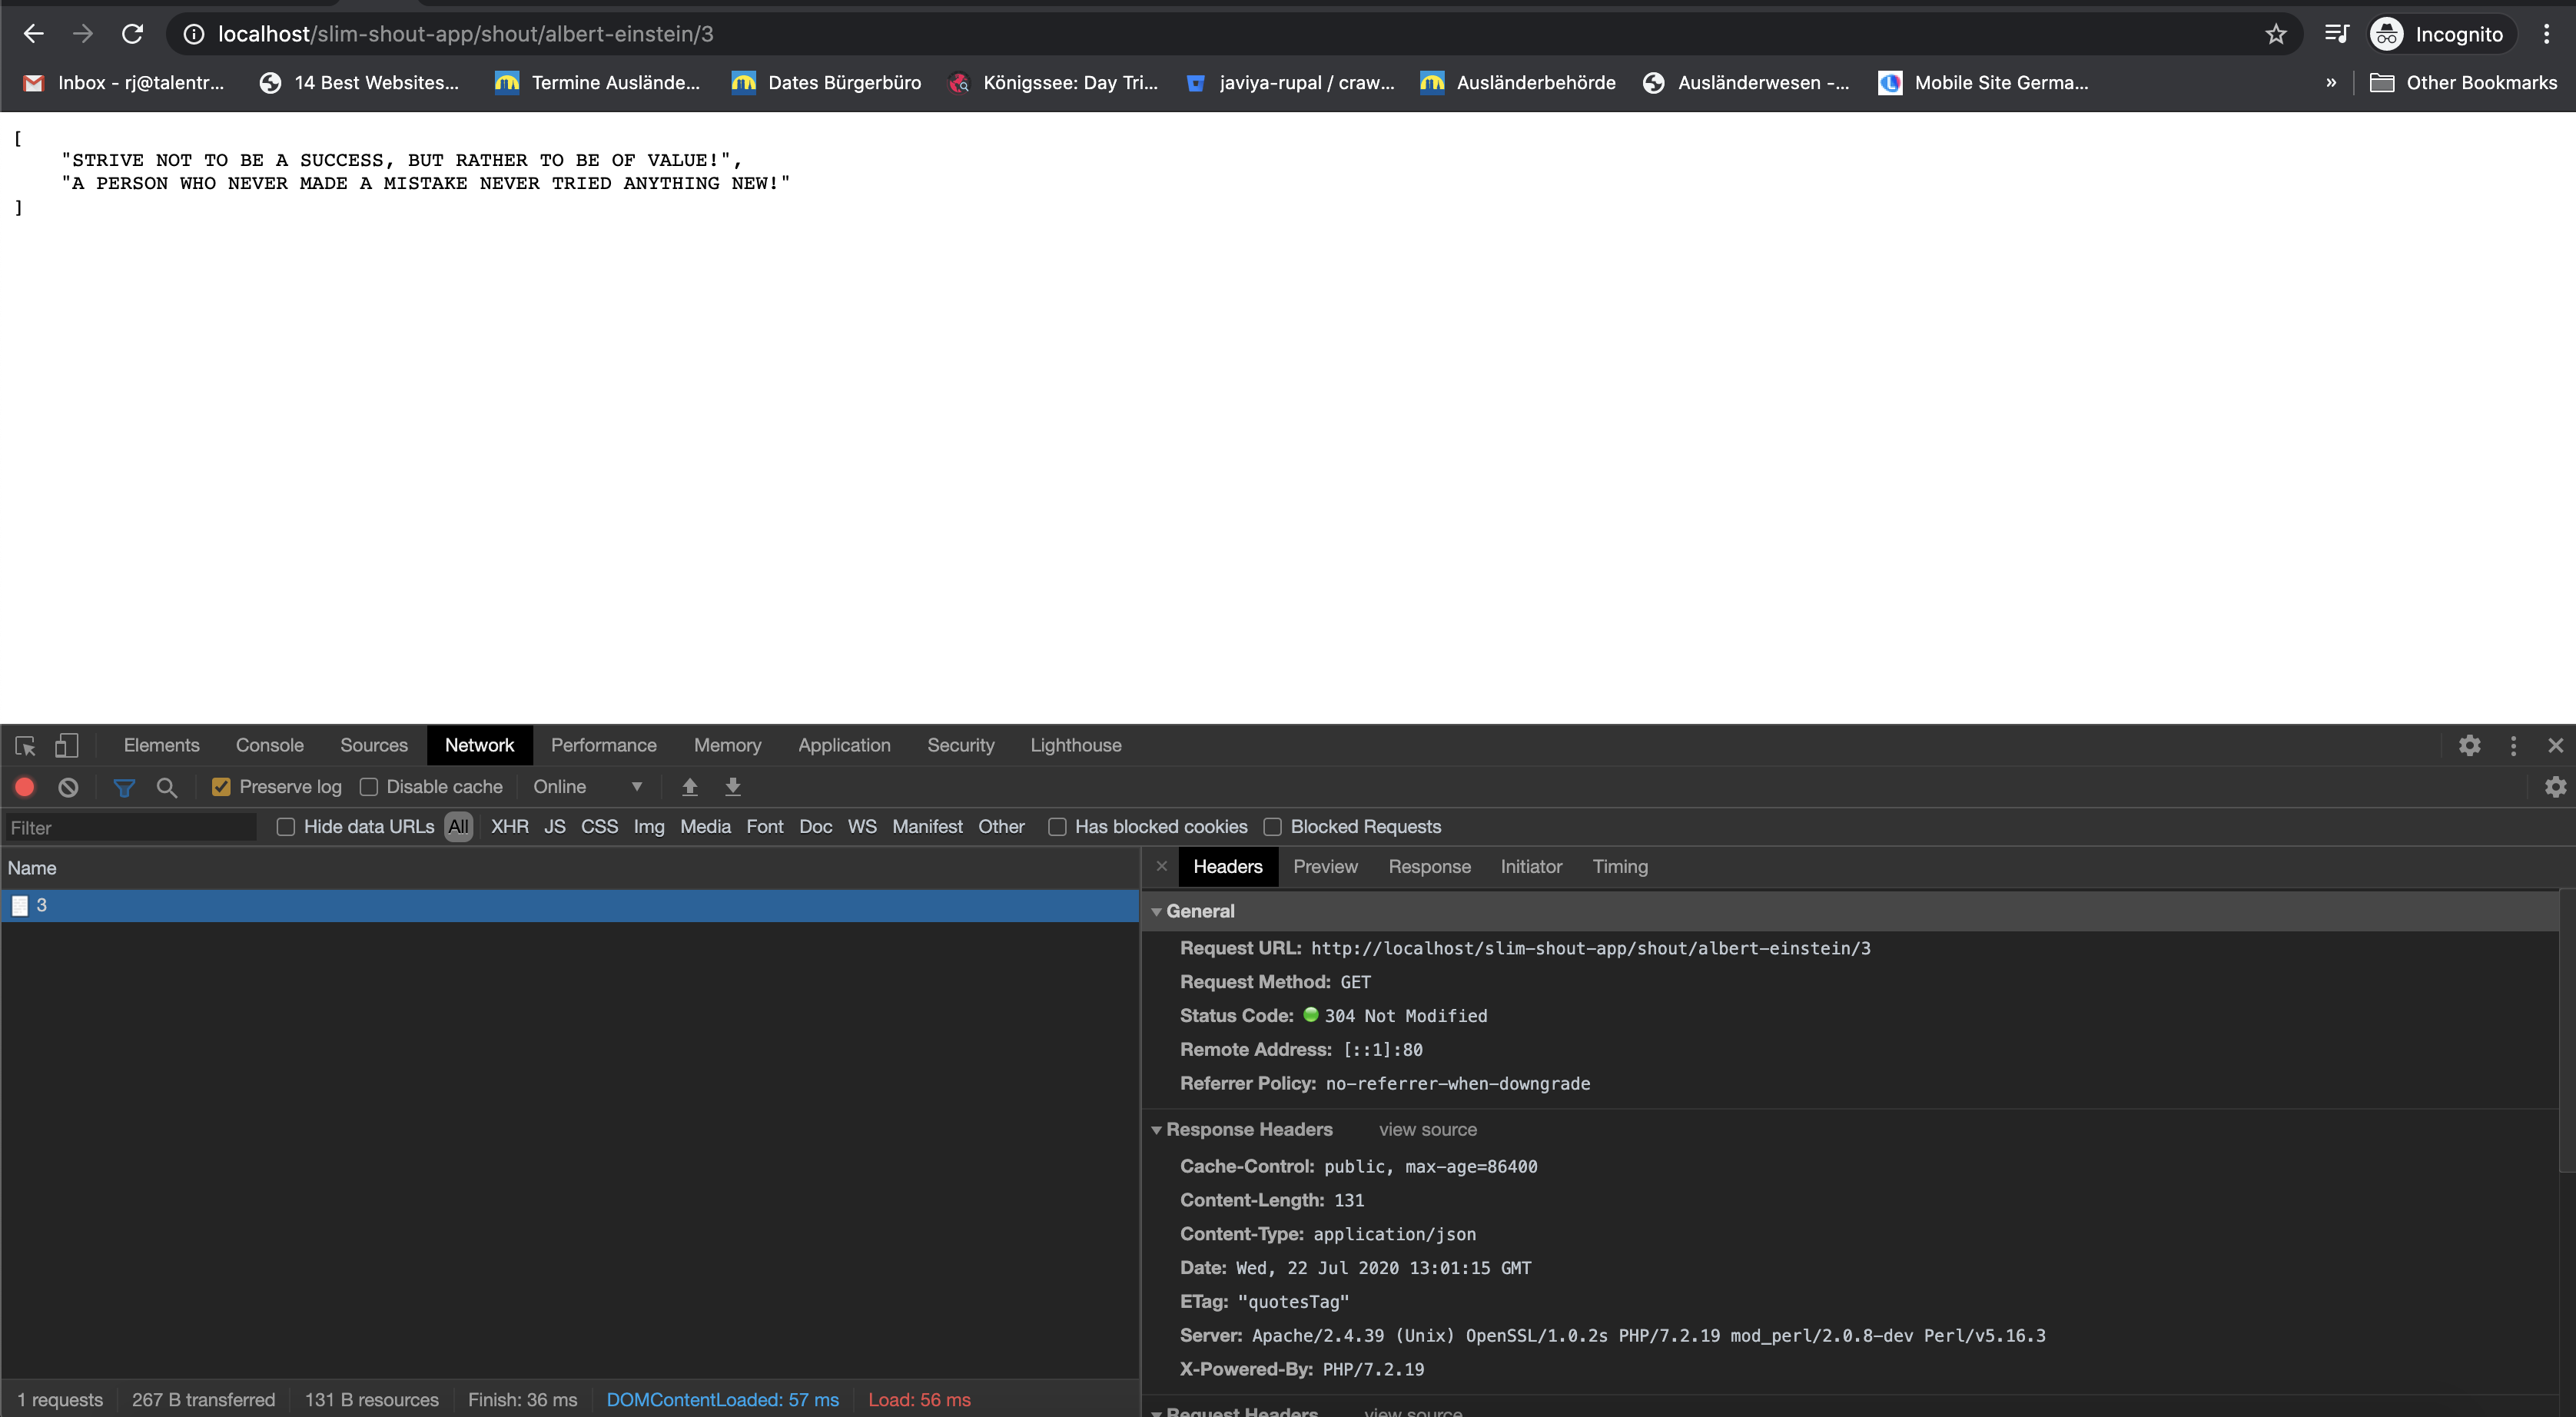 localhost/slim-shout-app/shout/albert-einstein/3
Incognito
Inbox - rj@talentr...
14 Best Websites...
Termine Auslände...
Dates Bürgerbüro
Königssee: Day Tri...
javiya-rupal / craw...
Ausländerbehörde
Ausländerwesen -...
Mobile Site Germa...
»
Other Bookmarks
[
"STRIVE NOT TO BE A SUCCESS, BUT RATHER TO BE OF VALUE!",
"A PERSON WHO NEVER MADE A MISTAKE NEVER TRIED ANYTHING NEW!"
]
Elements Console Sources Network Performance Memory Application Security Lighthouse
Preserve log Disable cache Online
Filter Hide data URLs All XHR JS CSS Img Media Font Doc WS Manifest Other Has blocked cookies Blocked Requests
Name
3
Headers Preview Response Initiator Timing
General
Request URL: http://localhost/slim-shout-app/shout/albert-einstein/3
Request Method: GET
Status Code: 304 Not Modified
Remote Address: [::1]:80
Referrer Policy: no-referrer-when-downgrade
Response Headers view source
Cache-Control: public, max-age=86400
Content-Length: 131
Content-Type: application/json
Date: Wed, 22 Jul 2020 13:01:15 GMT
ETag: "quotesTag"
Server: Apache/2.4.39 (Unix) OpenSSL/1.0.2s PHP/7.2.19 mod_perl/2.0.8-dev Perl/v5.16.3
X-Powered-By: PHP/7.2.19
Request Headers view source
1 requests 267 B transferred 131 B resources Finish: 36 ms DOMContentLoaded: 57 ms Load: 56 ms